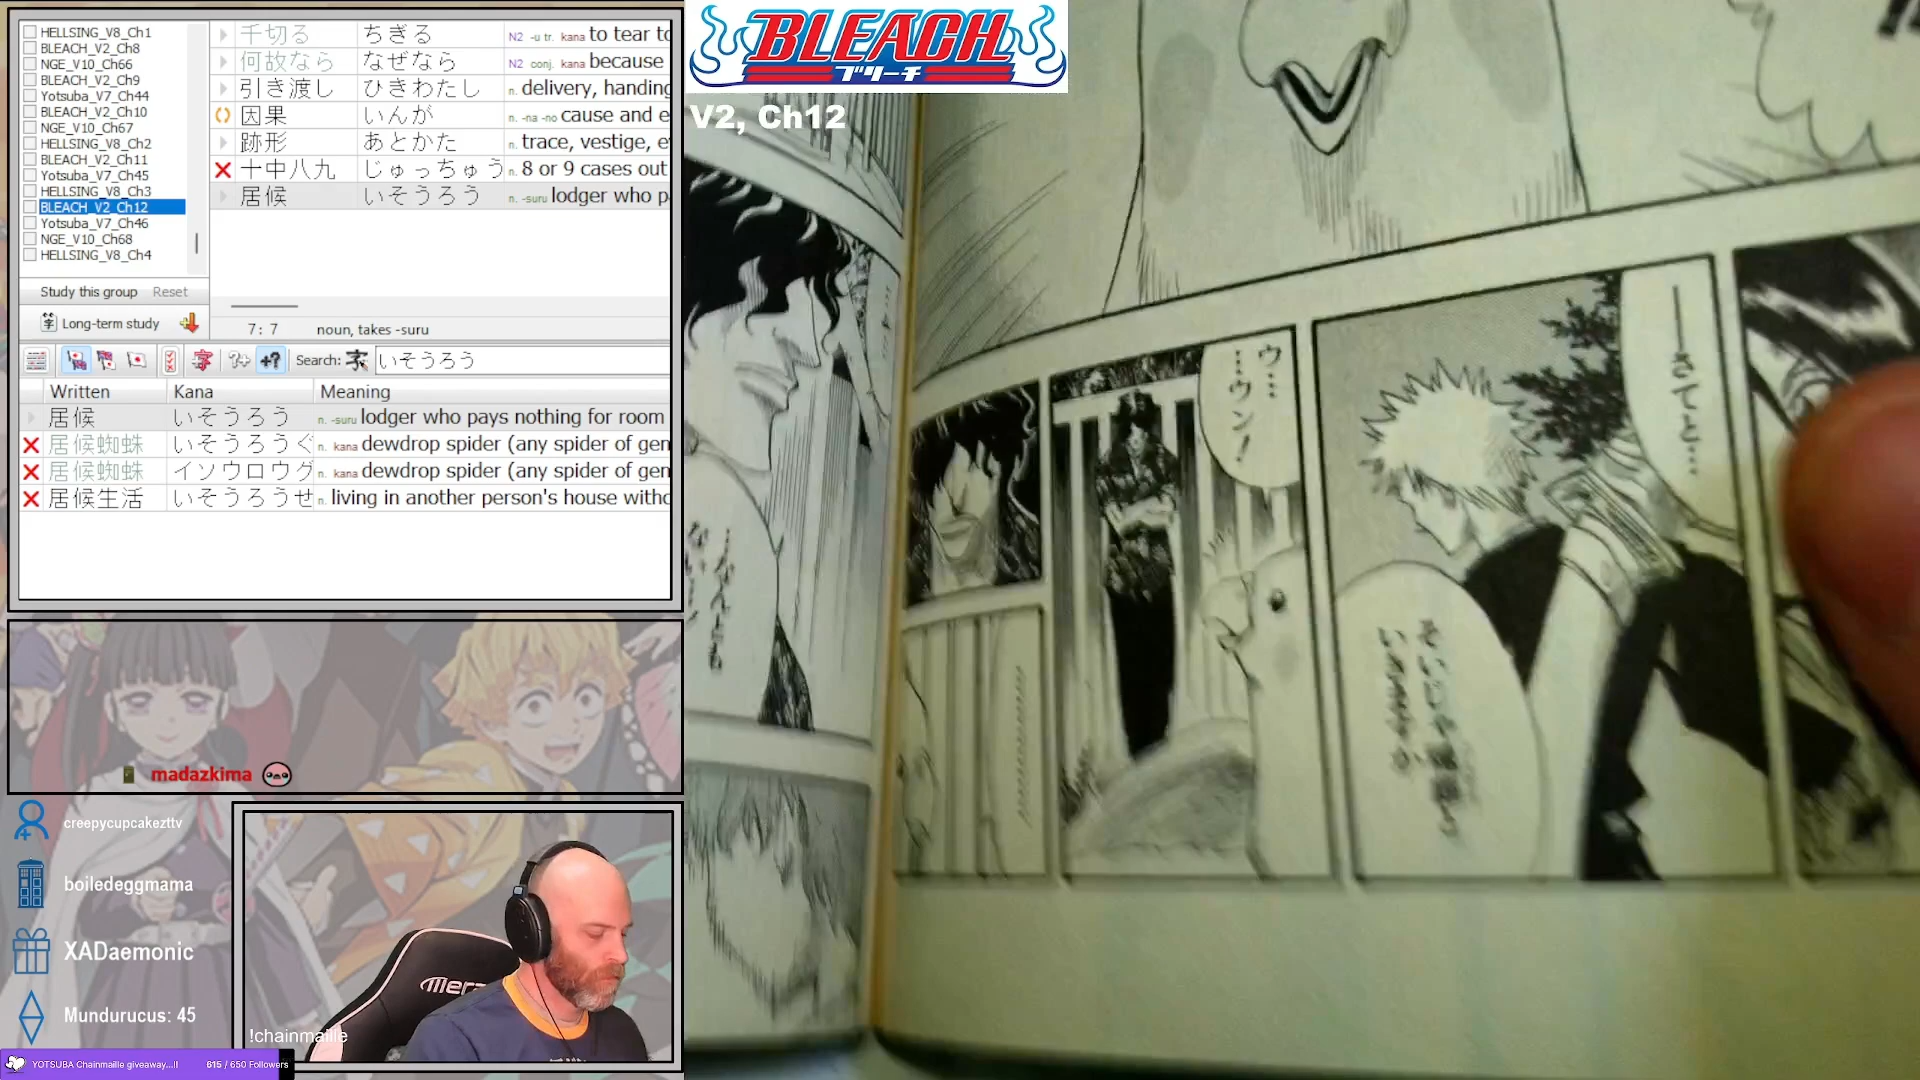 HELLSING_V8_Ch1
BLEACH_V2_Ch8
NGE_V10_Ch66
BLEACH_V2_Ch9
Yotsuba_V7_Ch44
BLEACH_V2_Ch10
NGE_V10_Ch67
HELLSING_V8_Ch2
BLEACH_V2_Ch11
Yotsuba_V7_Ch45
HELLSING_V8_Ch3
BLEACH_V2_Ch12
Yotsuba_V7_Ch46
NGE_V10_Ch68
HELLSING_V8_Ch4
Study this group Reset
Long-term study
千切る ちぎる N2 -u tr. kana to tear to
何故なら なぜなら N2 conj. kana because
引き渡し ひきわたし n. delivery, handing
因果 いんが n. -na -no cause and e
跡形 あとかた n. trace, vestige, e
十中八九 じゅっちゅう n. 8 or 9 cases out
居候 いそうろう n. -suru lodger who p
7: 7 noun, takes -suru
Search: いそうろう
Written Kana Meaning
居候 いそうろう n. -suru lodger who pays nothing for room
居候蜘蛛 いそうろうぐ n. kana dewdrop spider (any spider of gen
居候蜘蛛 イソウロウグ n. kana dewdrop spider (any spider of gen
居候生活 いそうろうせ n. living in another person's house witho
madazkima
creepycupcakezttv
boiledeggmama
XADaemonic
Mundurucus: 45
!chainmaille
YOTSUBA Chainmaille giveaway...!! 615 / 650 Followers
BLEACH
ブリーチ
V2, Ch12
——さてと…
ウ…
…ウン！